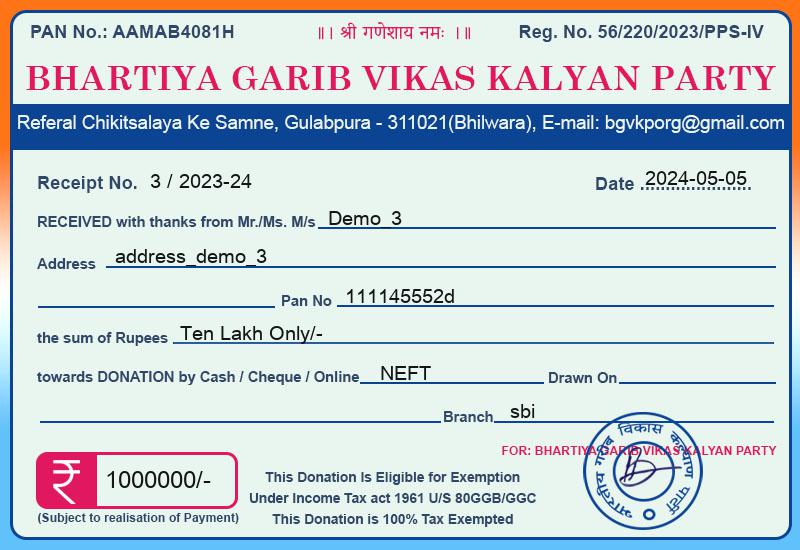 PAN No.: AAMAB4081H ॥। श्री गणेशाय नमः ।॥ Reg. No. 56/220/2023/PPS-IV
BHARTIYA GARIB VIKAS KALYAN PARTY
Referal Chikitsalaya Ke Samne, Gulabpura - 311021(Bhilwara), E-mail: bgvkporg@gmail.com
Receipt No. 3 / 2023-24 Date 2024-05-05
RECEIVED with thanks from Mr./Ms. M/s Demo_3
Address address_demo_3
Pan No 111145552d
the sum of Rupees Ten Lakh Only/-
towards DONATION by Cash / Cheque / Online NEFT Drawn On
Branch sbi
FOR: BHARTIYA GARIB VIKAS KALYAN PARTY
भारतीय गरीब विकास कल्याण पार्टी
₹ 1000000/-
(Subject to realisation of Payment)
This Donation Is Eligible for Exemption
Under Income Tax act 1961 U/S 80GGB/GGC
This Donation is 100% Tax Exempted